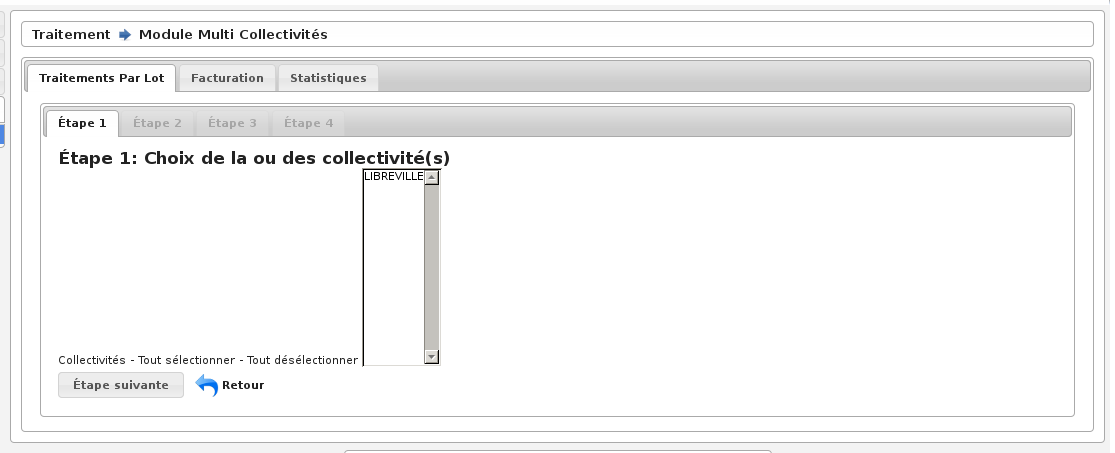 Traitement Module Multi Collectivités
Traitements Par Lot Facturation Statistiques
Étape 1 Étape 2 Étape 3 Étape 4
Étape 1: Choix de la ou des collectivité(s)
LIBREVILLE
Collectivités - Tout sélectionner - Tout désélectionner
Étape suivante Retour